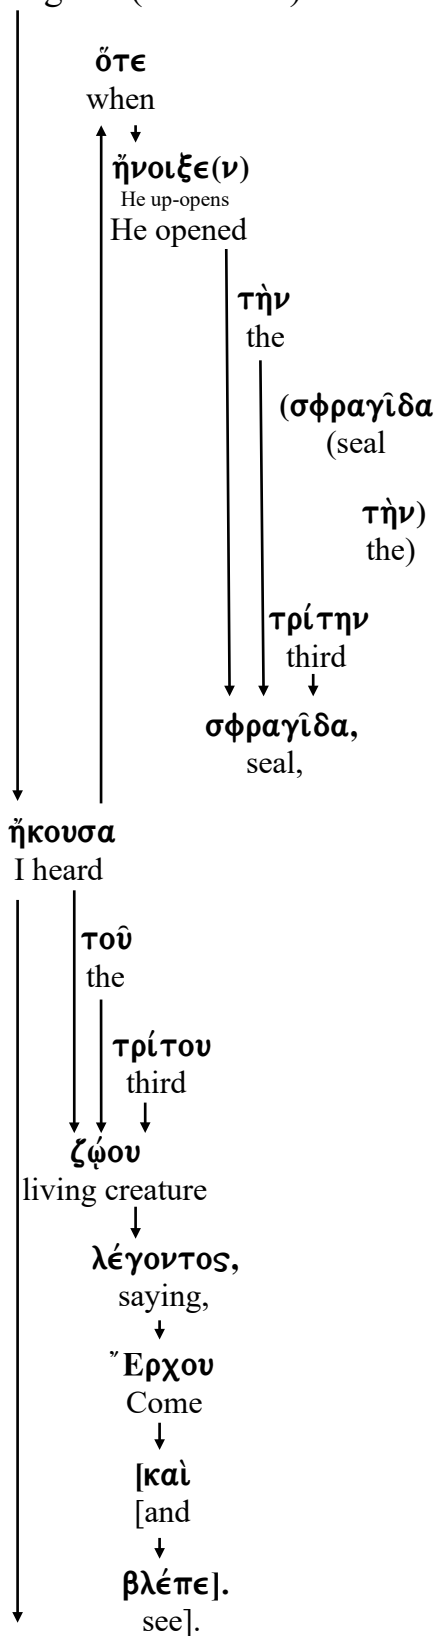 ὅτε
when
ἤνοιξε(ν)
He up-opens
He opened
τὴν
the
(σφραγῖδα
(seal
τὴν)
the)
τρίτην
third
σφραγῖδα,
seal,
ἤκουσα
I heard
τοῦ
the
τρίτου
third
ζῴου
living creature
λέγοντος,
saying,
Ἔρχου
Come
[καὶ
[and
βλέπε].
see].